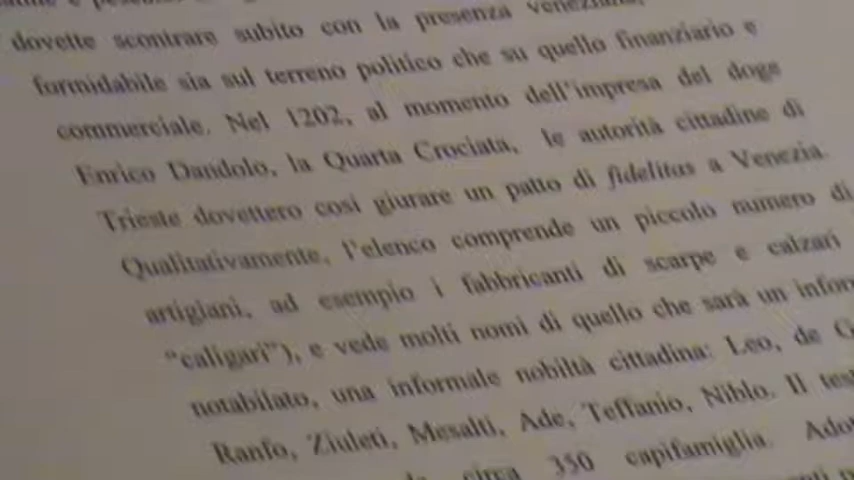 dovette scontrare subito con la presenza veneziana,
formidabile sia sul terreno politico che su quello finanziario e
commerciale. Nel 1202, al momento dell'impresa del doge
Enrico Dandolo, la Quarta Crociata, le autorità cittadine di
Trieste dovettero così giurare un patto di fidelitas a Venezia.
Qualitativamente, l'elenco comprende un piccolo numero di
artigiani, ad esempio i fabbricanti di scarpe e calzari
“caligari”), e vede molti nomi di quello che sarà un infor
notabilato, una informale nobiltà cittadina: Leo, de
Ranfo, Ziuleti, Mesalti, Ade, Teffanio, Niblo. Il
circa 350 capifamiglia.